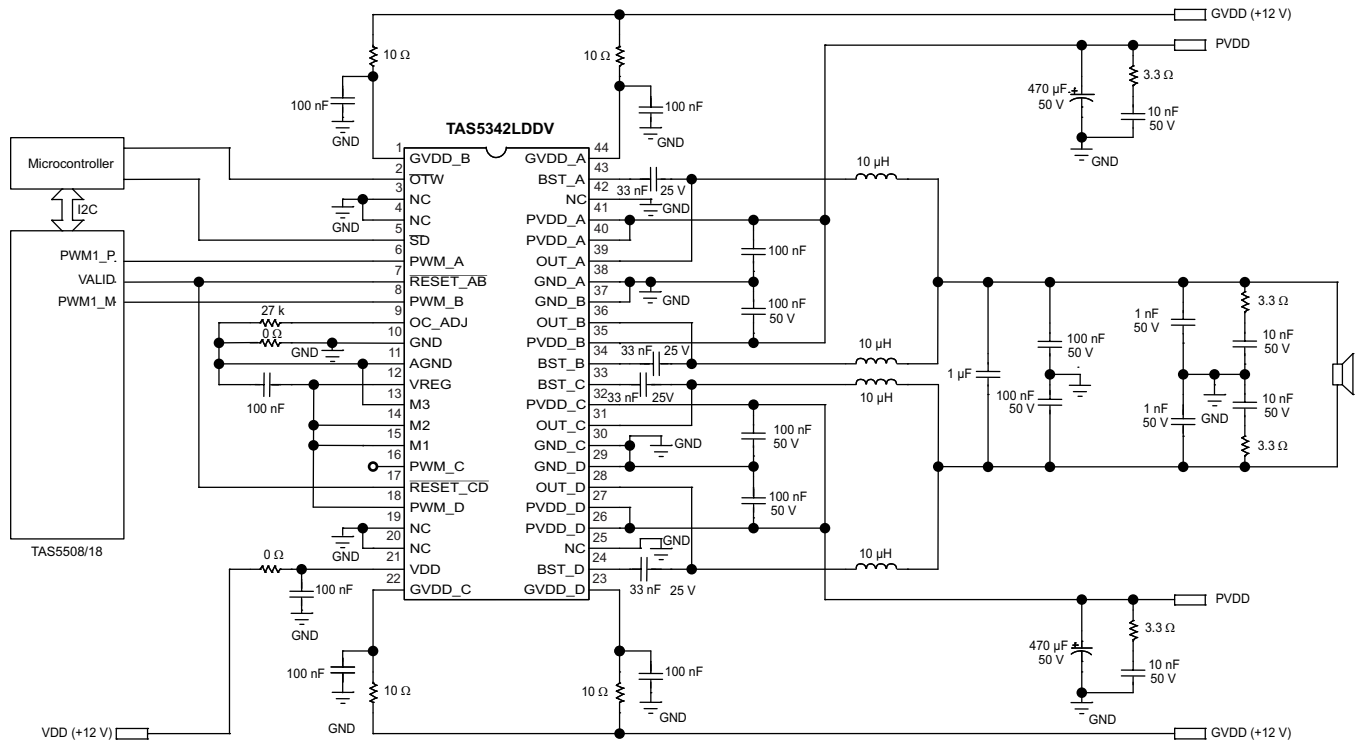 GVDD (+12 V)
PVDD
10 Ω
10 Ω
3.3 Ω
470 µF
50 V
10 nF
50 V
100 nF
100 nF
GND
GND
GND
TAS5342LDDV
Microcontroller
I2C
PWM1_P
VALID
PWM1_M
TAS5508/18
1
GVDD_B
2
OTW
3
NC
4
NC
5
SD
6
PWM_A
7
RESET_AB
8
PWM_B
9
OC_ADJ
10
GND
11
AGND
12
VREG
13
M3
14
M2
15
M1
16
PWM_C
17
RESET_CD
18
PWM_D
19
NC
20
NC
21
VDD
22
GVDD_C
44
GVDD_A
43
BST_A
42
NC
41
PVDD_A
40
PVDD_A
39
OUT_A
38
GND_A
37
GND_B
36
OUT_B
35
PVDD_B
34
BST_B
33
BST_C
32
PVDD_C
31
OUT_C
30
GND_C
29
GND_D
28
OUT_D
27
PVDD_D
26
PVDD_D
25
NC
24
BST_D
23
GVDD_D
GND
27 k
0 Ω
GND
100 nF
GND
0 Ω
100 nF
GND
33 nF 25 V
GND
10 µH
100 nF
GND
100 nF
50 V
33 nF 25 V
10 µH
33 nF 25V
10 µH
GND
100 nF
50 V
100 nF
50 V
GND
33 nF 25 V
10 µH
1 µF
100 nF
50 V
100 nF
50 V
1 nF
50 V
3.3 Ω
10 nF
50 V
GND
1 nF
50 V
10 nF
50 V
3.3 Ω
PVDD
3.3 Ω
470 µF
50 V
10 nF
50 V
GND
100 nF
10 Ω
GND
100 nF
10 Ω
GND
VDD (+12 V)
GVDD (+12 V)